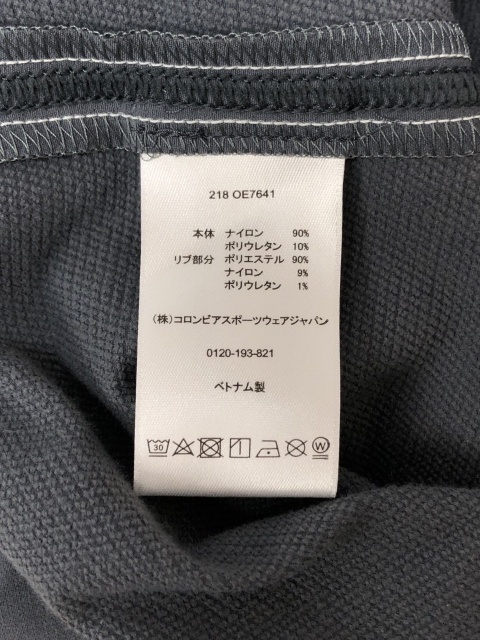 218 OE7641
本体 ナイロン 90%
ポリウレタン 10%
リブ部分 ポリエステル 90%
ナイロン 9%
ポリウレタン 1%
(株)コロンビアスポーツウェアジャパン
0120-193-821
ベトナム製
30 W